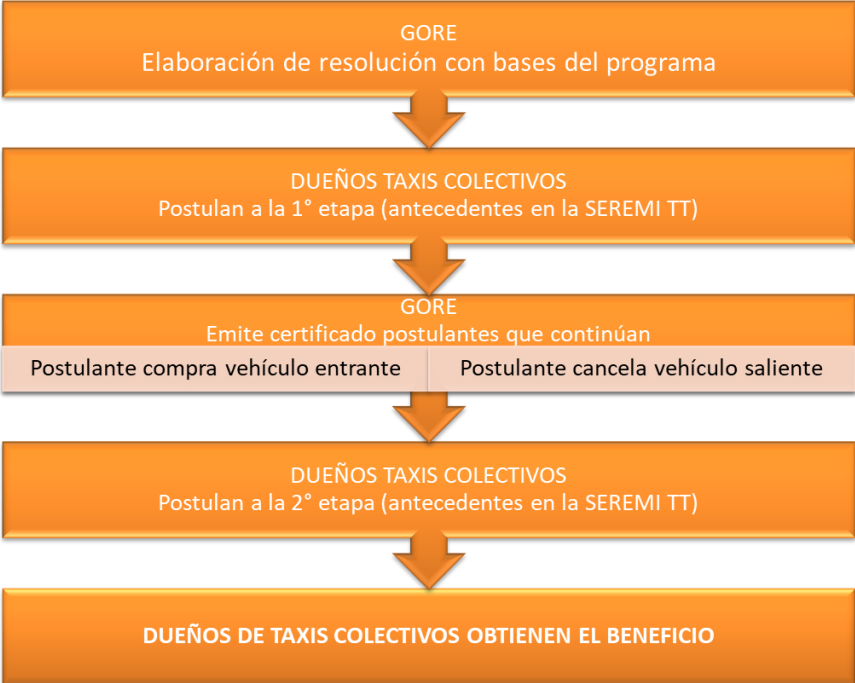 GORE
Elaboración de resolución con bases del programa
DUEÑOS TAXIS COLECTIVOS
Postulan a la 1° etapa (antecedentes en la SEREMI TT)
GORE
Emite certificado postulantes que continúan
Postulante compra vehículo entrante
Postulante cancela vehículo saliente
DUEÑOS TAXIS COLECTIVOS
Postulan a la 2° etapa (antecedentes en la SEREMI TT)
DUEÑOS DE TAXIS COLECTIVOS OBTIENEN EL BENEFICIO